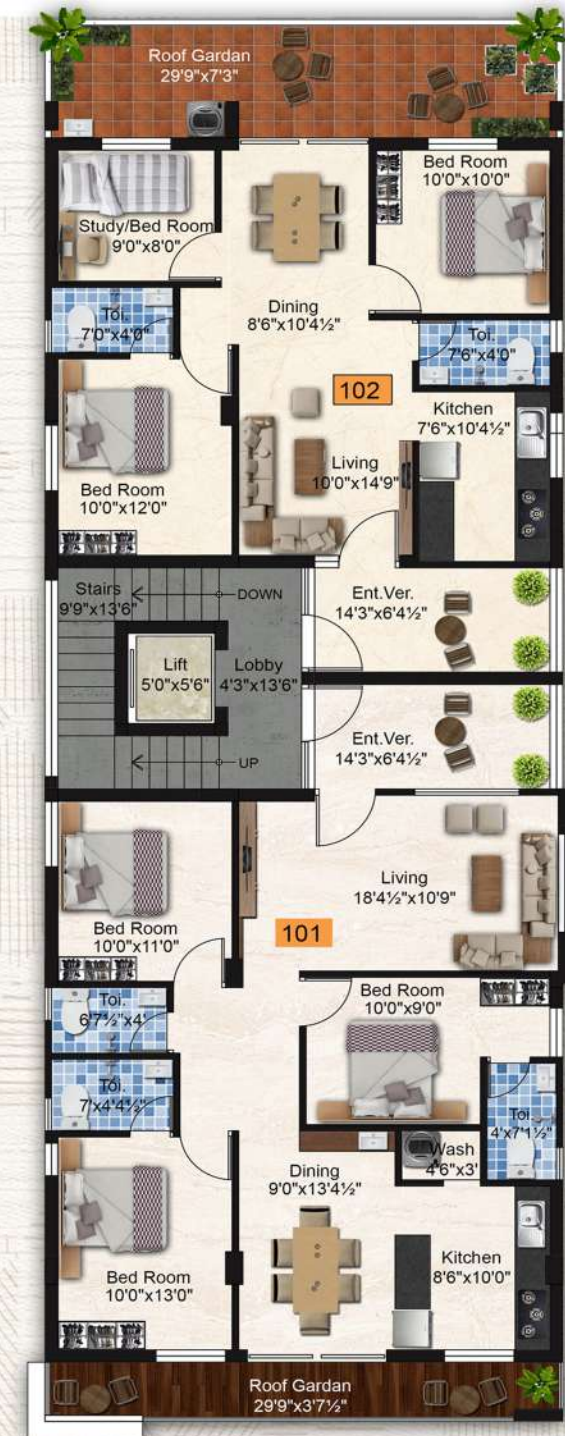 Roof Gardan
29'9"x7'3"
Bed Room
10'0"x10'0"
Study/Bed Room
9'0"x8'0"
Toi.
7'0"x4'0"
Dining
8'6"x10'4½"
Toi.
7'6"x4'0"
102
Kitchen
7'6"x10'4½"
Living
10'0"x14'9"
Bed Room
10'0"x12'0"
Stairs
9'9"x13'6"
DOWN
Ent.Ver.
14'3"x6'4½"
Lift
5'0"x5'6"
Lobby
4'3"x13'6"
UP
Ent.Ver.
14'3"x6'4½"
Living
18'4½"x10'9"
Bed Room
10'0"x11'0"
101
Toi.
6'7½"x4'
Bed Room
10'0"x9'0"
Toi.
7'x4'4½"
Toi.
4'x7'1½"
Wash
4'6"x3'
Dining
9'0"x13'4½"
Kitchen
8'6"x10'0"
Bed Room
10'0"x13'0"
Roof Gardan
29'9"x3'7½"